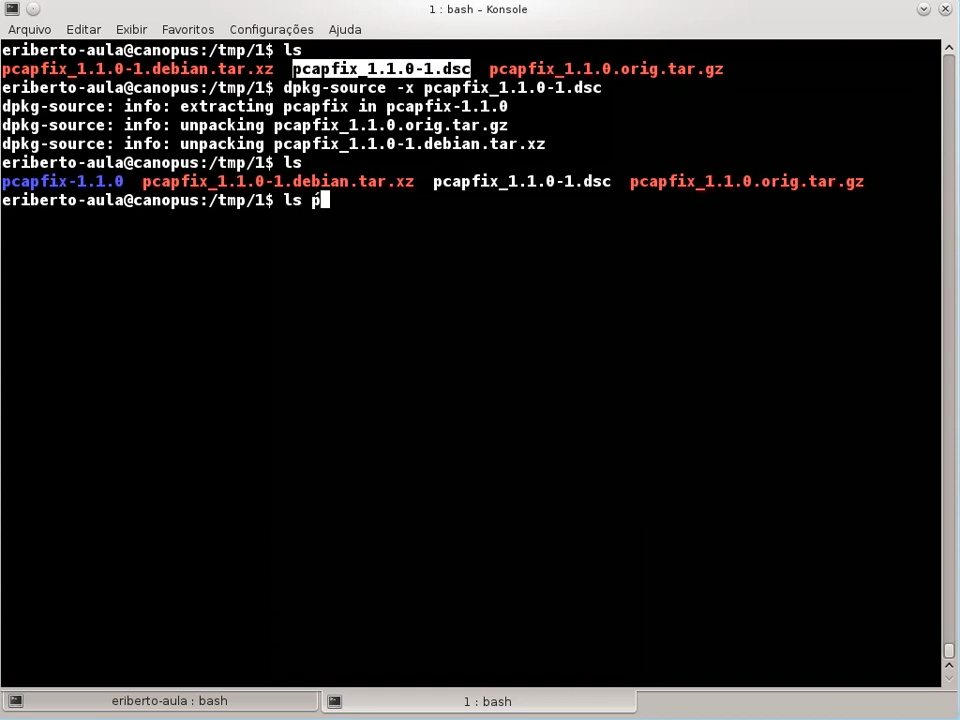 1 : bash – Konsole
Arquivo Editar Exibir Favoritos Configurações Ajuda
eriberto-aula@canopus:/tmp/1$ ls
pcapfix_1.1.0-1.debian.tar.xz pcapfix_1.1.0-1.dsc pcapfix_1.1.0.orig.tar.gz
eriberto-aula@canopus:/tmp/1$ dpkg-source -x pcapfix_1.1.0-1.dsc
dpkg-source: info: extracting pcapfix in pcapfix-1.1.0
dpkg-source: info: unpacking pcapfix_1.1.0.orig.tar.gz
dpkg-source: info: unpacking pcapfix_1.1.0-1.debian.tar.xz
eriberto-aula@canopus:/tmp/1$ ls
pcapfix-1.1.0 pcapfix_1.1.0-1.debian.tar.xz pcapfix_1.1.0-1.dsc pcapfix_1.1.0.orig.tar.gz
eriberto-aula@canopus:/tmp/1$ ls ṕ
eriberto-aula : bash 1 : bash